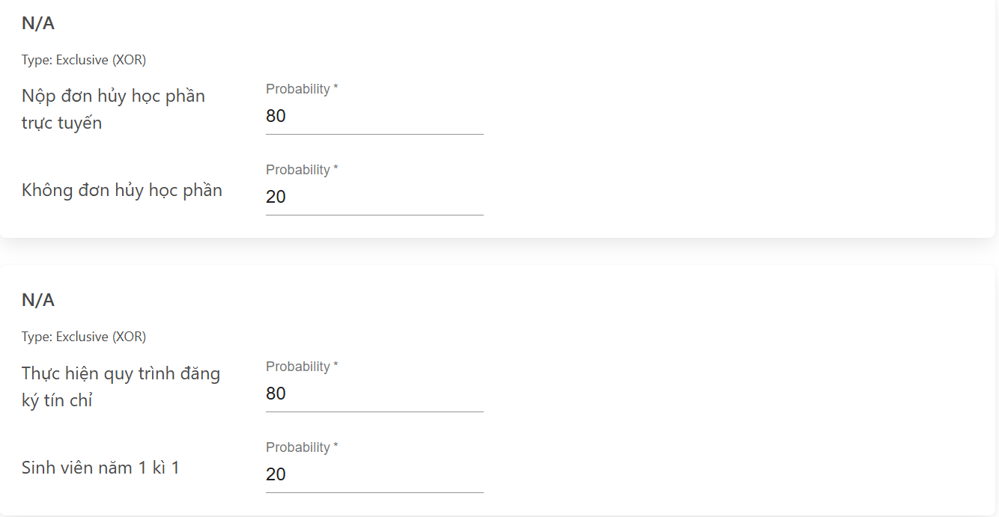 N/A
Type: Exclusive (XOR)
Nộp đơn hủy học phần
trực tuyến
Probability *
80
Không đơn hủy học phần
Probability *
20
N/A
Type: Exclusive (XOR)
Thực hiện quy trình đăng
ký tín chỉ
Probability *
80
Sinh viên năm 1 kì 1
Probability *
20